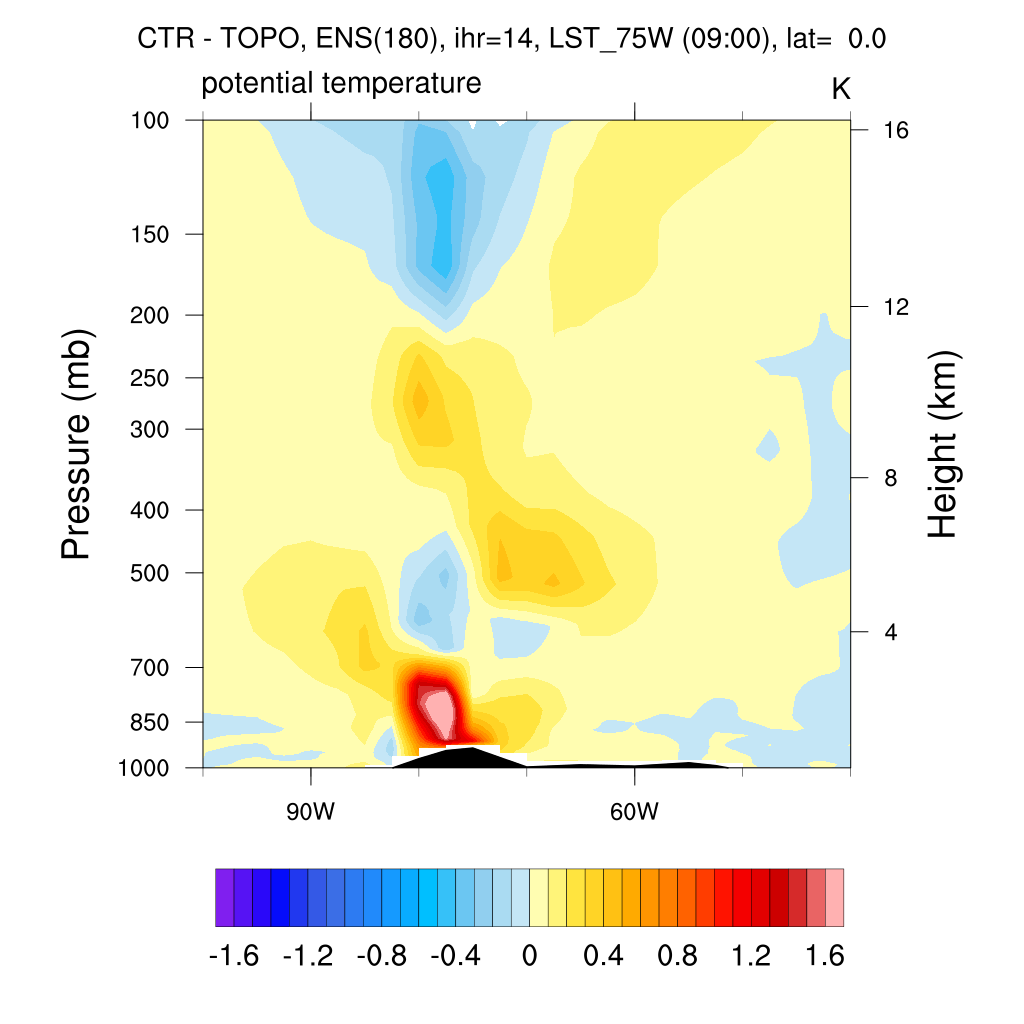 CTR - TOPO, ENS(180), ihr=14, LST_75W (09:00), lat=  0.0
potential temperature K
100
150
200
250
300
400
500
700
850
1000
Pressure (mb)
16
12
8
4
Height (km)
90W 60W
-1.6 -1.2 -0.8 -0.4 0 0.4 0.8 1.2 1.6